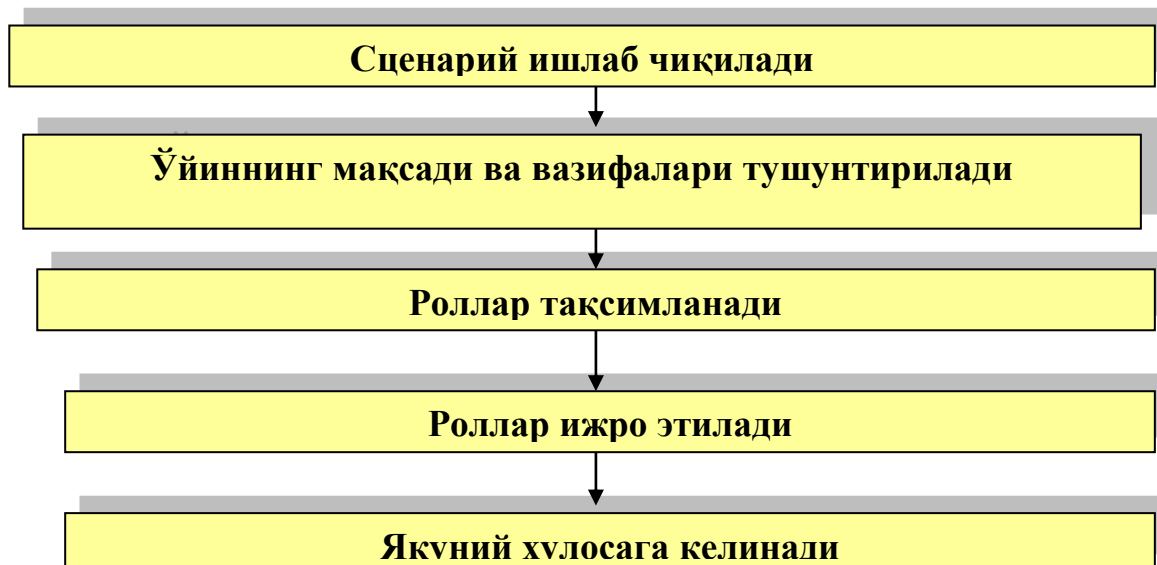 Сценарий ишлаб чиқилади
Ўйиннинг мақсади ва вазифалари тушунтирилади
Роллар тақсимланади
Роллар ижро этилади
Якуний хулосага келинади